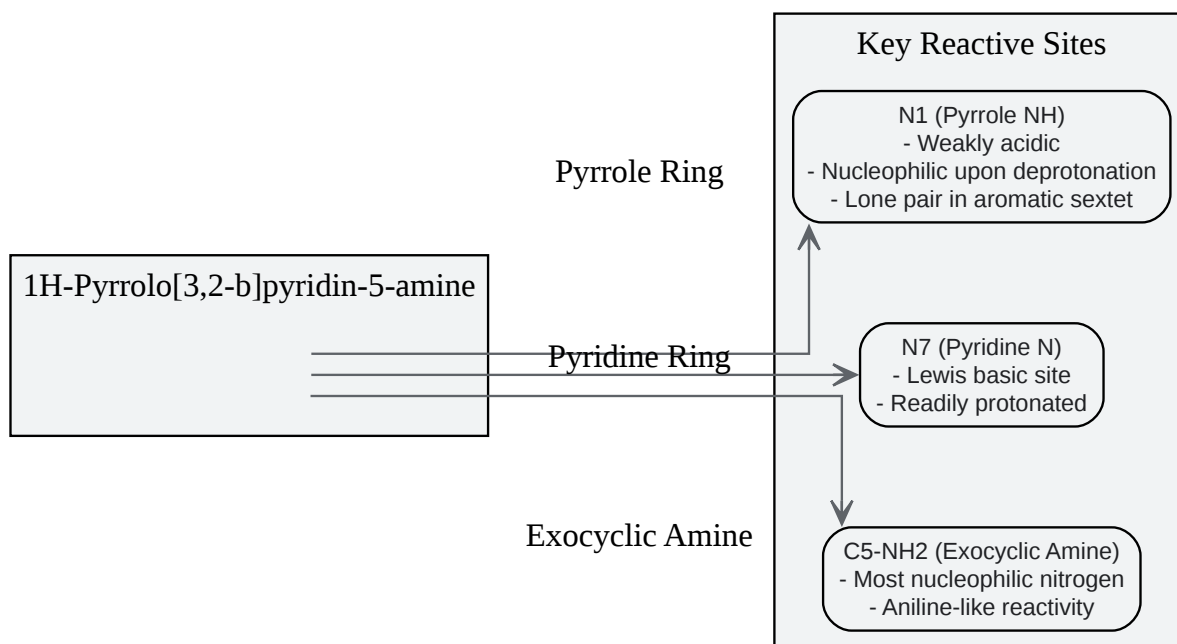 Key Reactive Sites
N1 (Pyrrole NH)
- Weakly acidic
- Nucleophilic upon deprotonation
- Lone pair in aromatic sextet
Pyrrole Ring
1H-Pyrrolo[3,2-b]pyridin-5-amine
Pyridine Ring
N7 (Pyridine N)
- Lewis basic site
- Readily protonated
Exocyclic Amine
C5-NH2 (Exocyclic Amine)
- Most nucleophilic nitrogen
- Aniline-like reactivity